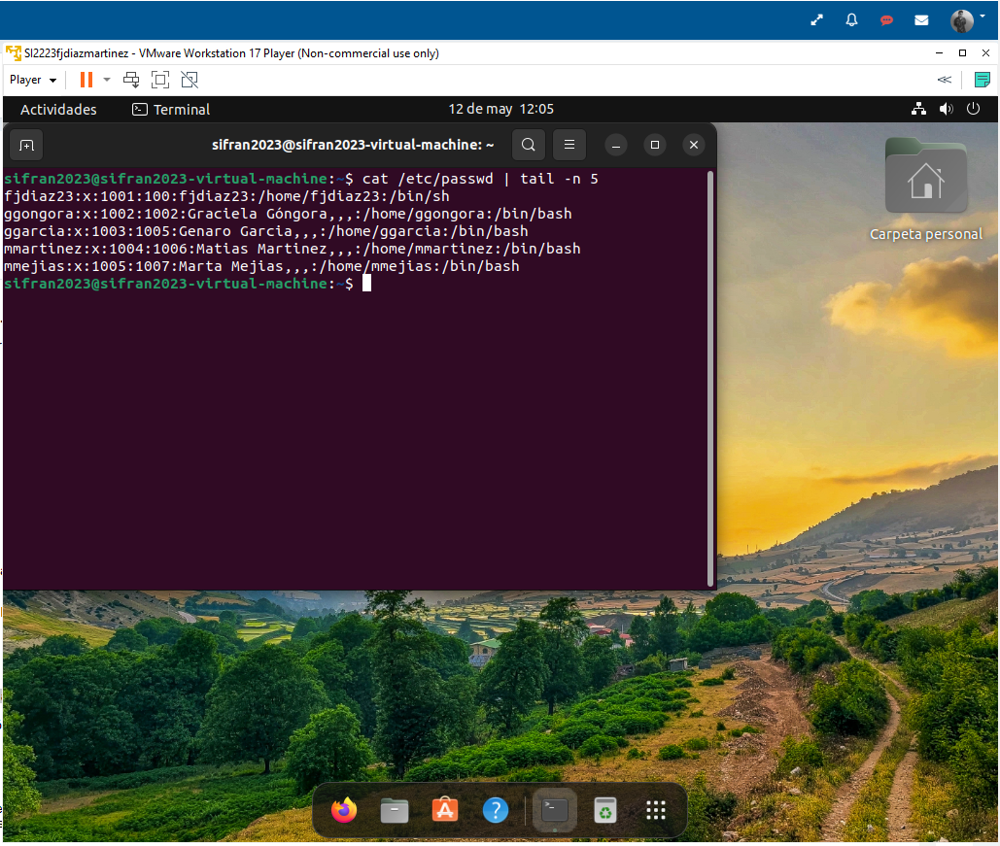 SI2223fjdiazmartinez - VMware Workstation 17 Player (Non-commercial use only)
Player
Actividades
Terminal
12 de may 12:05
sifran2023@sifran2023-virtual-machine: ~
sifran2023@sifran2023-virtual-machine:~$ cat /etc/passwd | tail -n 5
fjdiaz23:x:1001:100:fjdiaz23:/home/fjdiaz23:/bin/sh
ggongora:x:1002:1002:Graciela Góngora,,,:/home/ggongora:/bin/bash
ggarcia:x:1003:1005:Genaro Garcia,,,:/home/ggarcia:/bin/bash
mmartinez:x:1004:1006:Matias Martinez,,,:/home/mmartinez:/bin/bash
mmejias:x:1005:1007:Marta Mejias,,,:/home/mmejias:/bin/bash
sifran2023@sifran2023-virtual-machine:~$
Carpeta personal